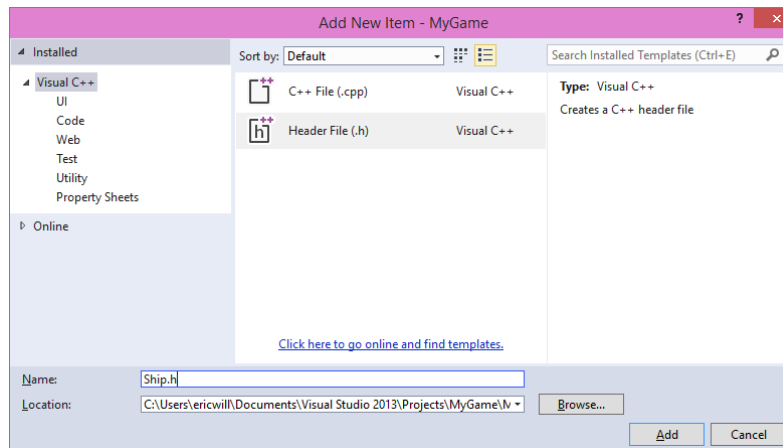 Add New Item - MyGame
? ×
Installed
Sort by: Default
Search Installed Templates (Ctrl+E)
Visual C++
UI
Code
Web
Test
Utility
Property Sheets
Online
C++ File (.cpp) Visual C++
Header File (.h) Visual C++
Type: Visual C++
Creates a C++ header file
Click here to go online and find templates.
Name: Ship.h
Location: C:\Users\ericwill\Documents\Visual Studio 2013\Projects\MyGame\ Browse...
Add Cancel